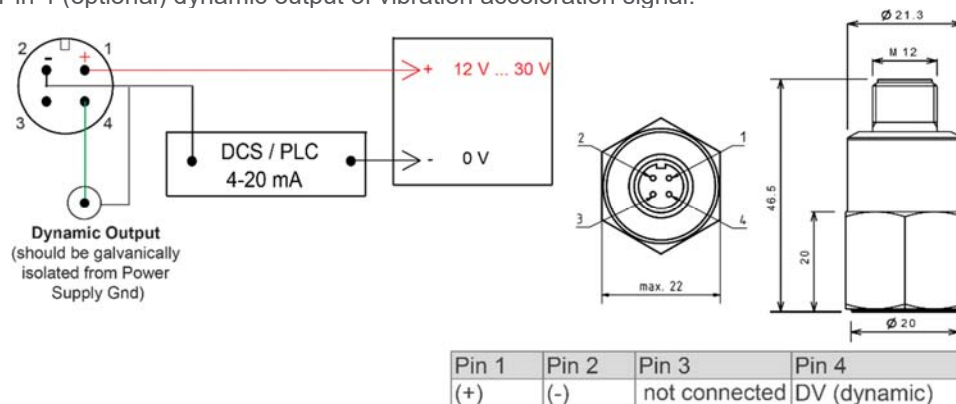 Pin 4 (optional) dynamic output of vibration acceleration signal.
2 - + 1
3 4
+ 12 V ... 30 V
DCS / PLC
4-20 mA
- 0 V
Dynamic Output
(should be galvanically
isolated from Power
Supply Gnd)
2 1
3 4
max. 22
Ø 21.3
M 12
46.5
20
Ø 20
Pin 1 Pin 2 Pin 3 Pin 4
(+) (-) not connected DV (dynamic)